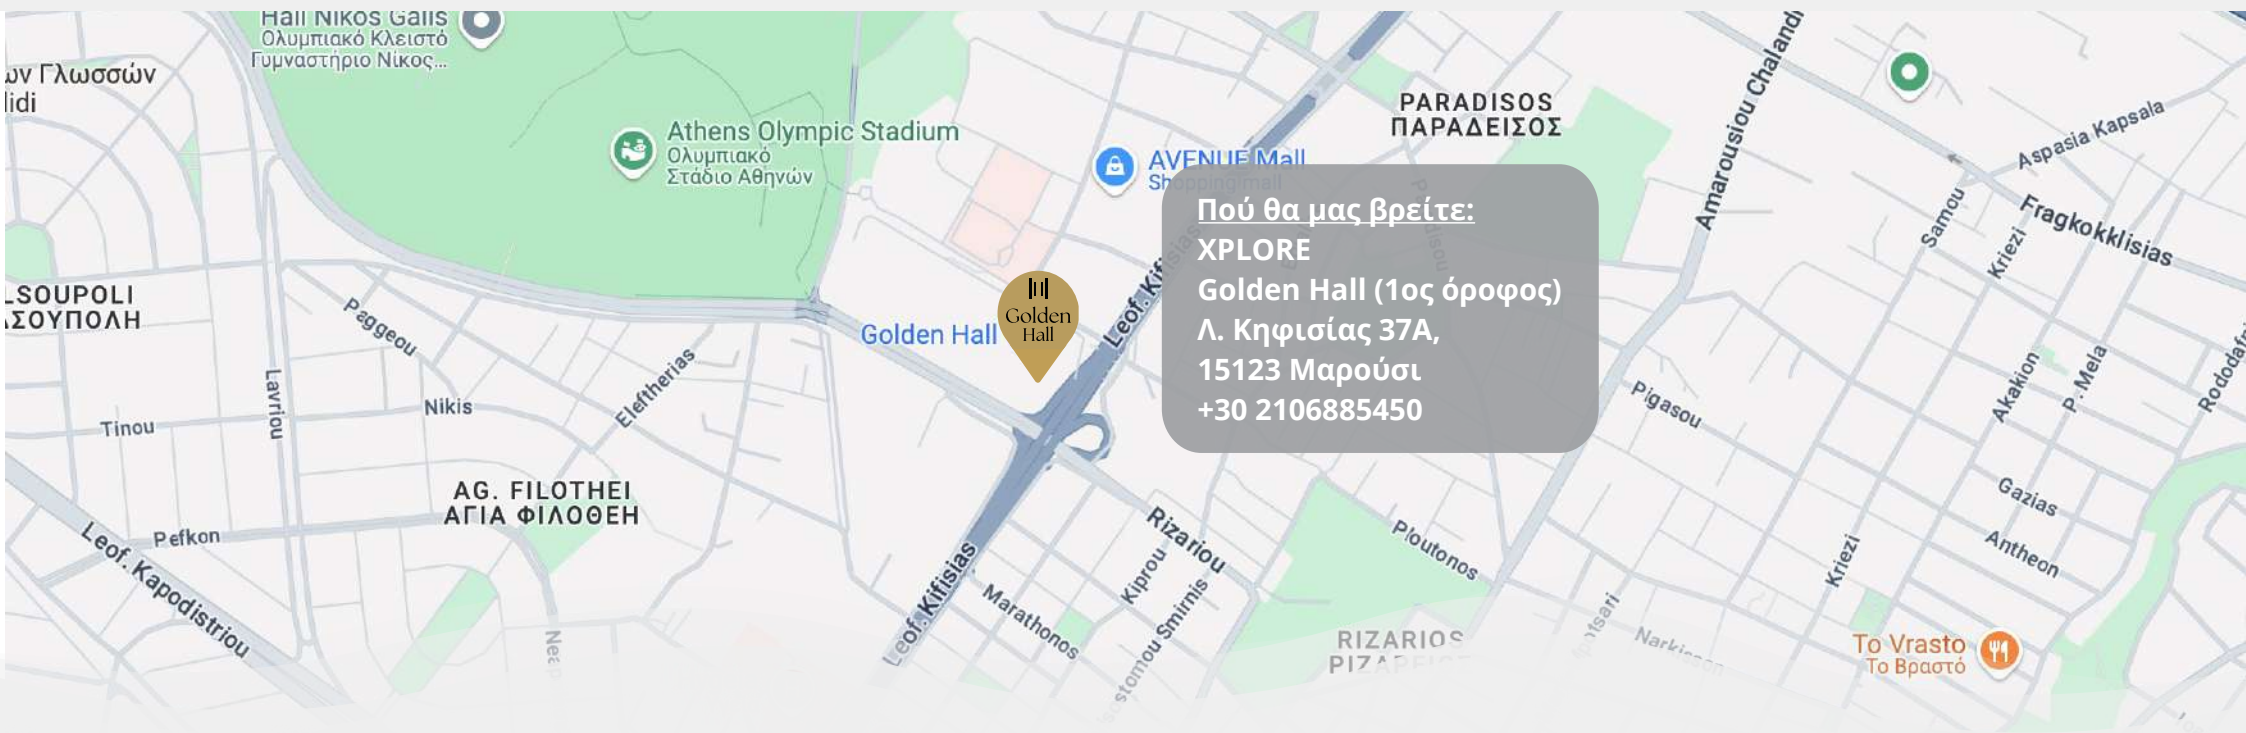 Hall Nikos Galis
Ολυμπιακό Κλειστό
Γυμναστήριο Νίκος...
ων Γλωσσών
lidi
Athens Olympic Stadium
Ολυμπιακό
Στάδιο Αθηνών
AVENUE Mall
Shopping mall
PARADISOS
ΠΑΡΑΔΕΙΣΟΣ
Amarousiou Chalandi
Aspasia Kapsala
Fragkokklisias
Samou
Kriezi
Πού θα μας βρείτε:
XPLORE
Golden Hall (1ος όροφος)
Λ. Κηφισίας 37Α,
15123 Μαρούσι
+30 2106885450
LSOUPOLI
ΣΟΥΠΟΛΗ
Paggeou
Golden Hall
Golden
Hall
Leof. Kifi
Eleftherias
Lavriou
Nikis
Tinou
Pigasou
Akakion
P. Mela
Rododaf
AG. FILOTHEI
ΑΓΙΑ ΦΙΛΟΘΕΗ
Pefkon
Leof. Kapodistriou
Leof. Kifisias
Rizariou
Kiprou
Marathonos
Smirnis
Ploutonos
Gazias
Antheon
Kriezi
RIZARIOS
Narkisson
To Vrasto
Το Βραστό